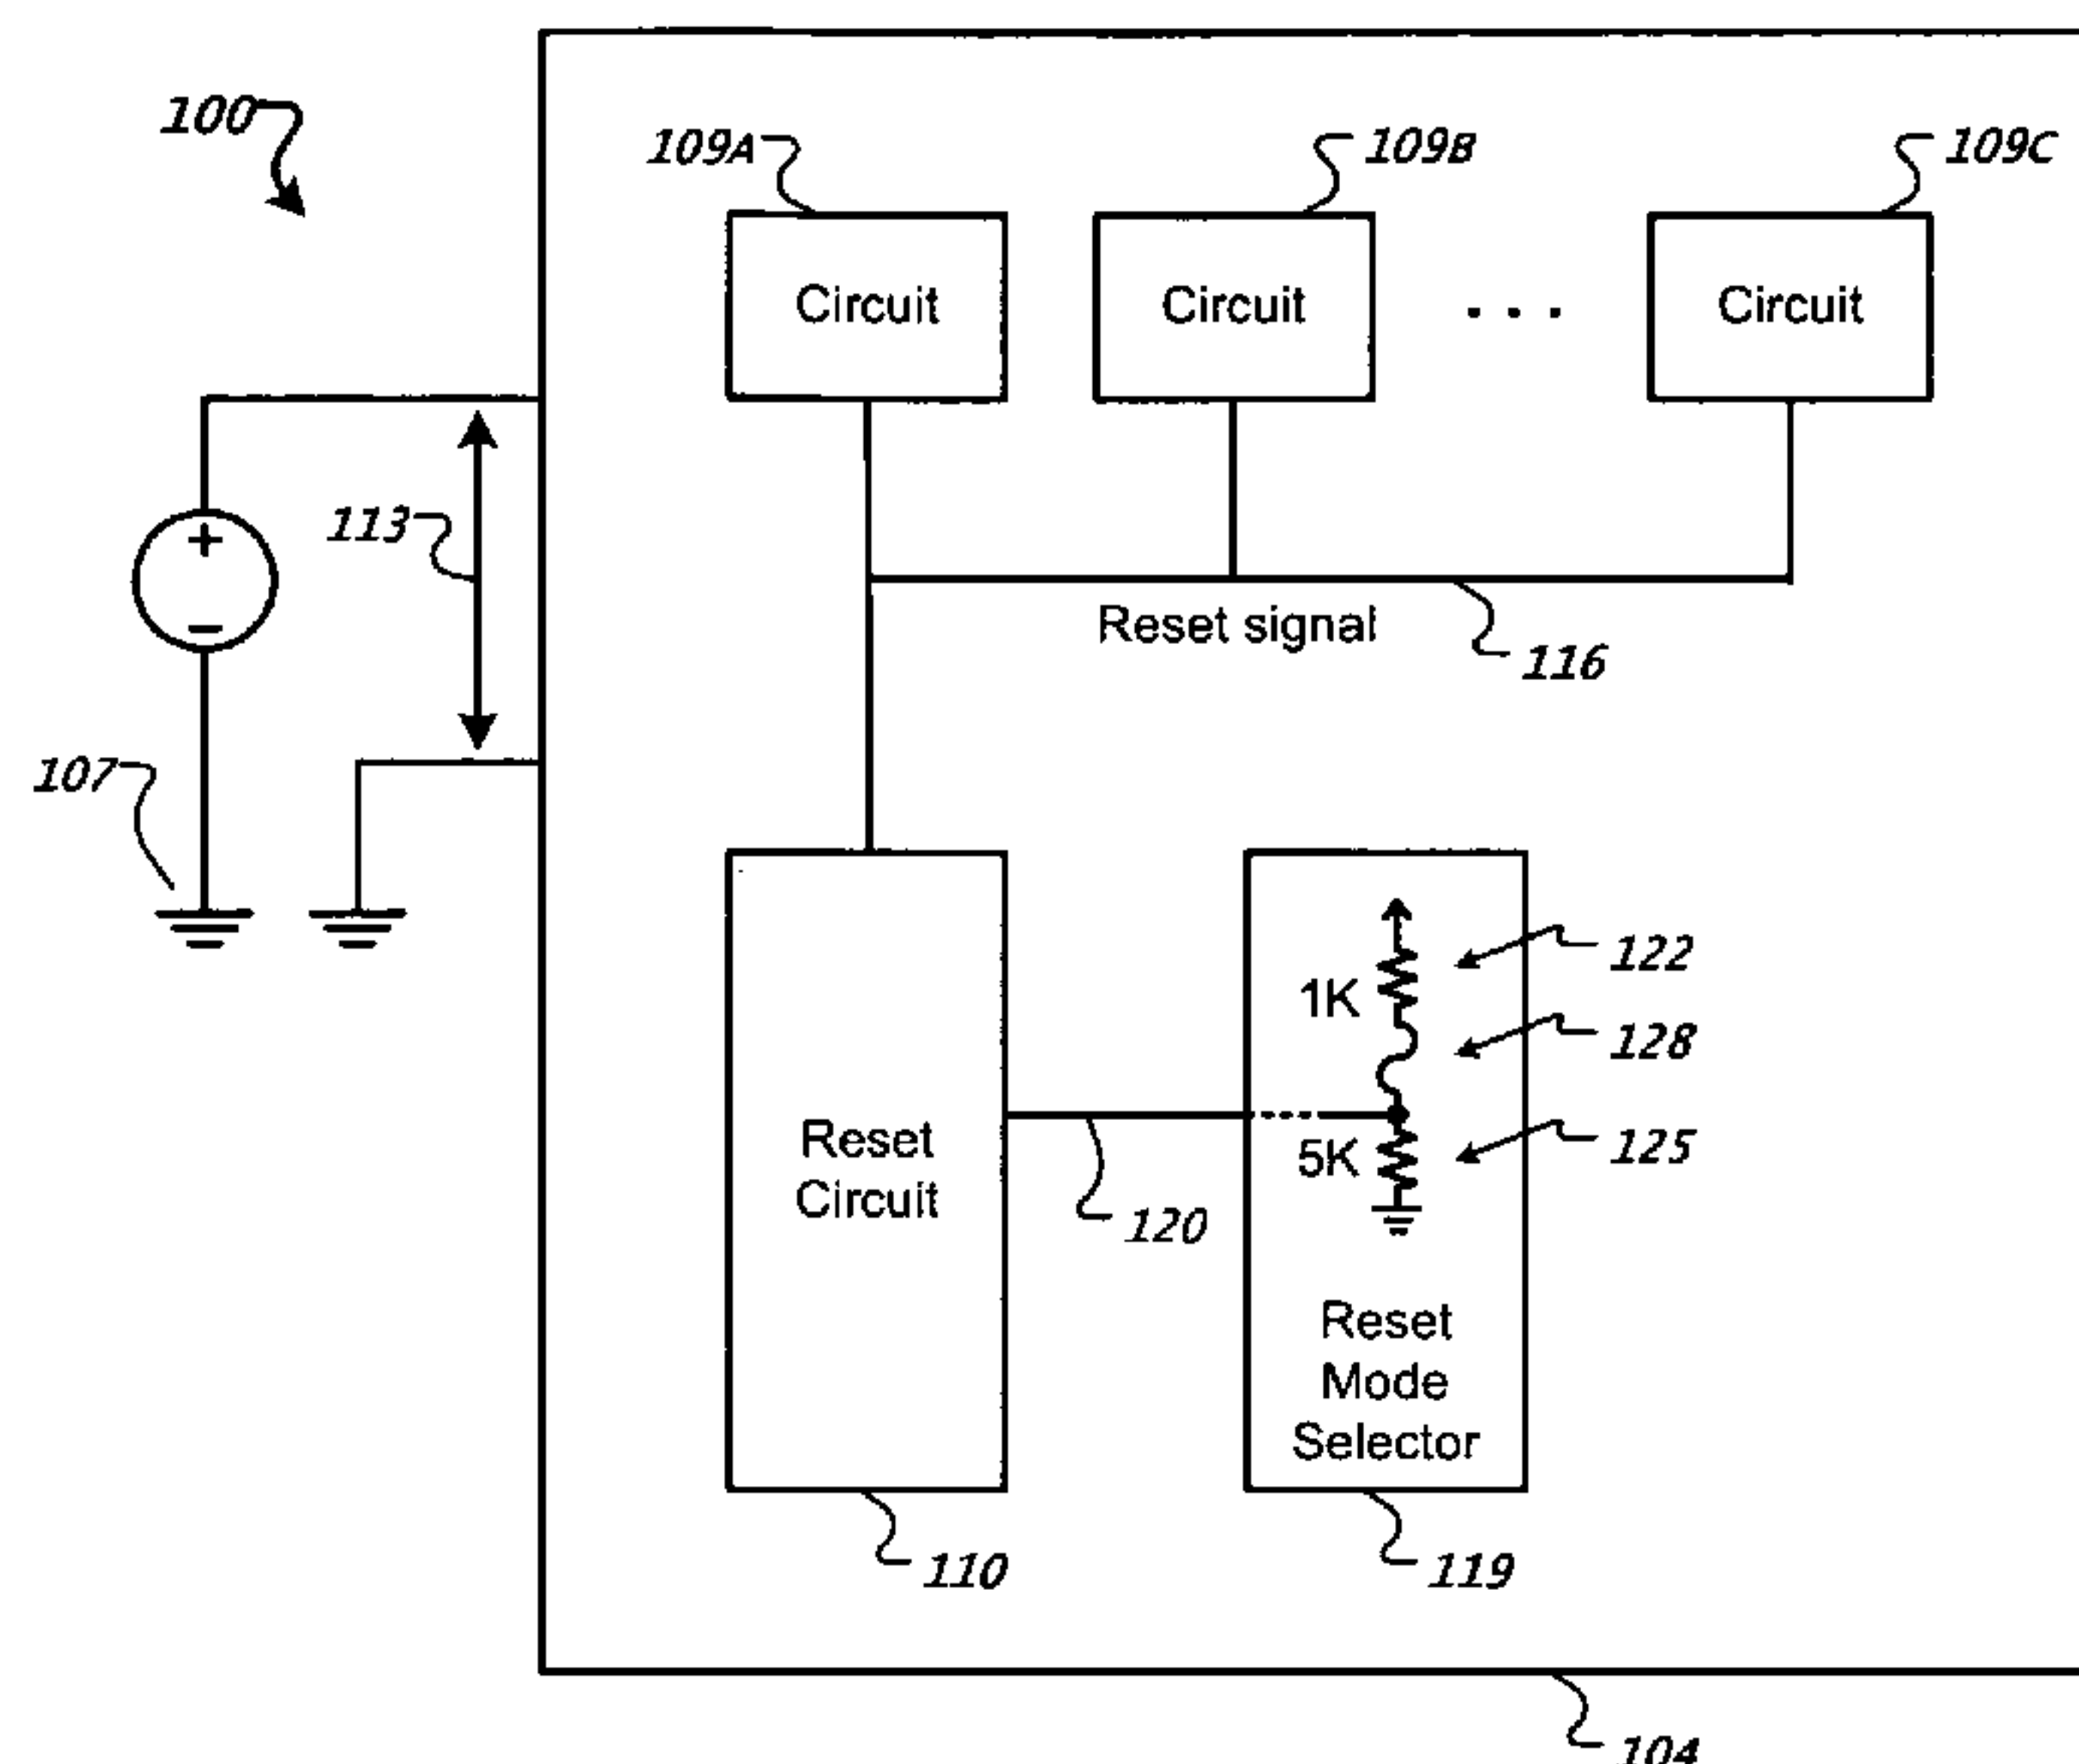 100
109A
109B
109C
Circuit
Circuit
. . .
Circuit
113
+
−
Reset signal
116
107
122
1K
128
Reset
Circuit
5K
125
120
Reset
Mode
Selector
110
119
104